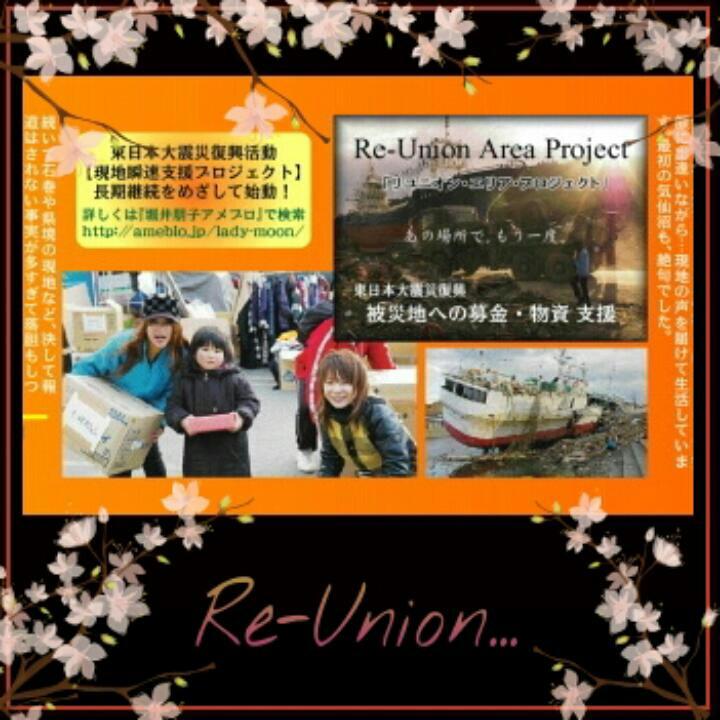 東日本大震災復興活動
【現地瞬速支援プロジェクト】
長期継続をめざして始動！
詳しくは『堀井朋子アメブロ』で検索
http://ameblo.jp/lady-moon/
Re-Union Area Project
『リユニオン・エリア・プロジェクト』
あの場所で、もう一度。
東日本大震災復興
被災地への募金・物資 支援
違いながら…現地の声を届けて生活していま
す。最初の気仙沼も、絶句でした。
続いて石巻や県境の現地など、決して報
道はされない事実が多すぎて落胆もしつ
Re-Union...